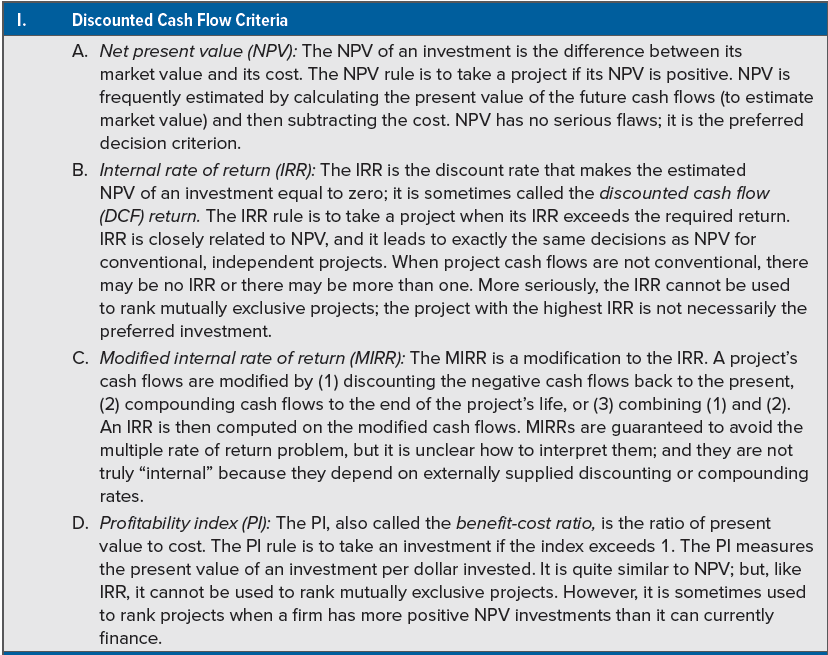 I. Discounted Cash Flow Criteria
A. Net present value (NPV): The NPV of an investment is the difference between its
market value and its cost. The NPV rule is to take a project if its NPV is positive. NPV is
frequently estimated by calculating the present value of the future cash flows (to estimate
market value) and then subtracting the cost. NPV has no serious flaws; it is the preferred
decision criterion.
B. Internal rate of return (IRR): The IRR is the discount rate that makes the estimated
NPV of an investment equal to zero; it is sometimes called the discounted cash flow
(DCF) return. The IRR rule is to take a project when its IRR exceeds the required return.
IRR is closely related to NPV, and it leads to exactly the same decisions as NPV for
conventional, independent projects. When project cash flows are not conventional, there
may be no IRR or there may be more than one. More seriously, the IRR cannot be used
to rank mutually exclusive projects; the project with the highest IRR is not necessarily the
preferred investment.
C. Modified internal rate of return (MIRR): The MIRR is a modification to the IRR. A project’s
cash flows are modified by (1) discounting the negative cash flows back to the present,
(2) compounding cash flows to the end of the project’s life, or (3) combining (1) and (2).
An IRR is then computed on the modified cash flows. MIRRs are guaranteed to avoid the
multiple rate of return problem, but it is unclear how to interpret them; and they are not
truly “internal” because they depend on externally supplied discounting or compounding
rates.
D. Profitability index (PI): The PI, also called the benefit-cost ratio, is the ratio of present
value to cost. The PI rule is to take an investment if the index exceeds 1. The PI measures
the present value of an investment per dollar invested. It is quite similar to NPV; but, like
IRR, it cannot be used to rank mutually exclusive projects. However, it is sometimes used
to rank projects when a firm has more positive NPV investments than it can currently
finance.